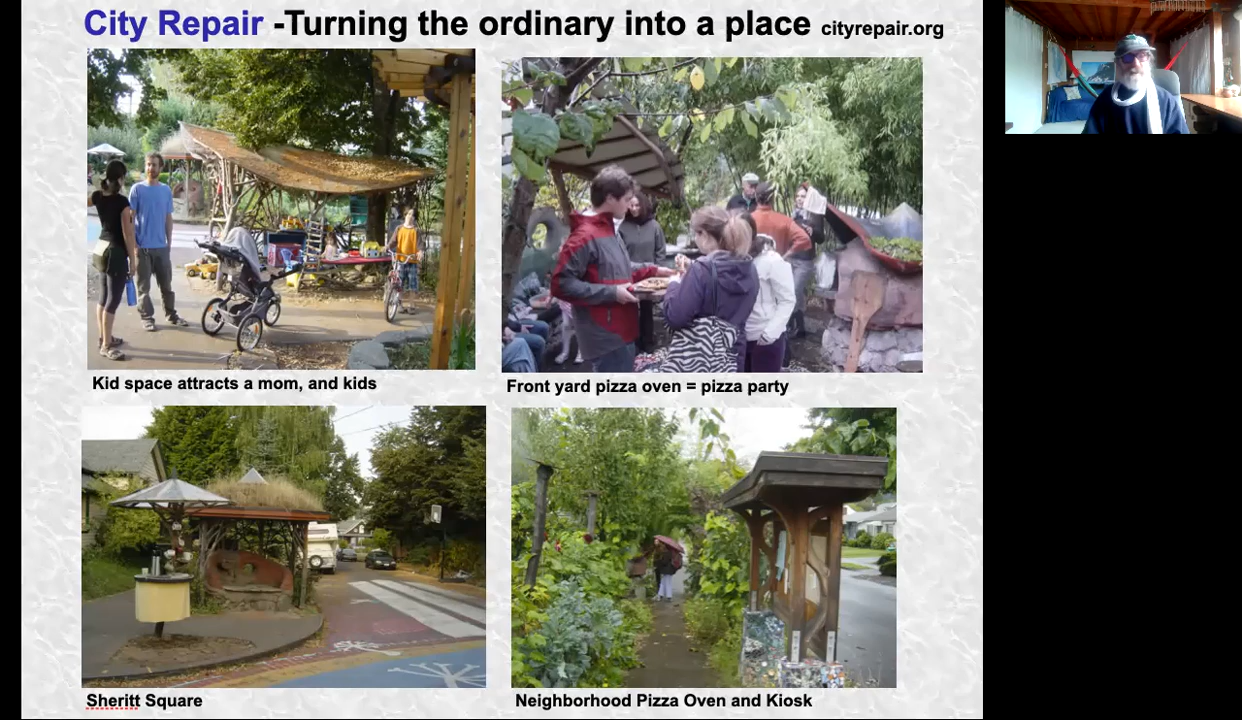 City Repair -Turning the ordinary into a place cityrepair.org
Kid space attracts a mom, and kids
Front yard pizza oven = pizza party
Sheritt Square
Neighborhood Pizza Oven and Kiosk